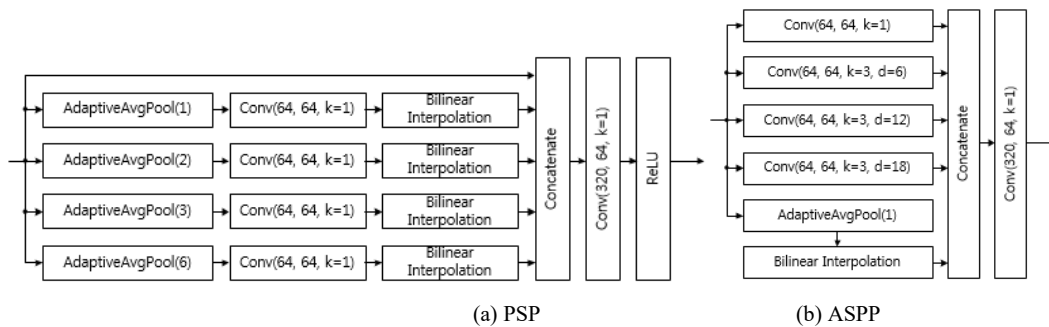 AdaptiveAvgPool(1)
Conv(64, 64, k=1)
Bilinear
Interpolation
AdaptiveAvgPool(2)
Conv(64, 64, k=1)
Bilinear
Interpolation
AdaptiveAvgPool(3)
Conv(64, 64, k=1)
Bilinear
Interpolation
AdaptiveAvgPool(6)
Conv(64, 64, k=1)
Bilinear
Interpolation
Concatenate
Conv(320, 64, k=1)
ReLU
(a) PSP
Conv(64, 64, k=1)
Conv(64, 64, k=3, d=6)
Conv(64, 64, k=3, d=12)
Conv(64, 64, k=3, d=18)
AdaptiveAvgPool(1)
Bilinear Interpolation
Concatenate
Conv(320, 64, k=1)
(b) ASPP